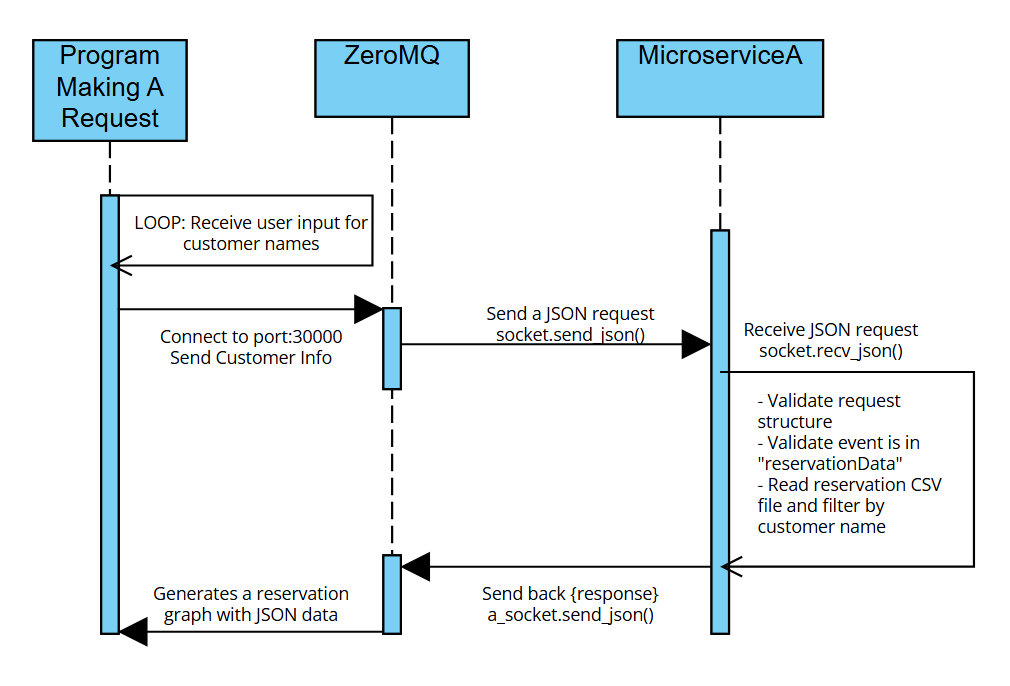 Program
Making A
Request
ZeroMQ
MicroserviceA
LOOP: Receive user input for
customer names
Connect to port:30000
Send Customer Info
Send a JSON request
socket.send_json()
Receive JSON request
socket.recv_json()
- Validate request
structure
- Validate event is in
"reservationData"
- Read reservation CSV
file and filter by
customer name
Generates a reservation
graph with JSON data
Send back {response}
a_socket.send_json()